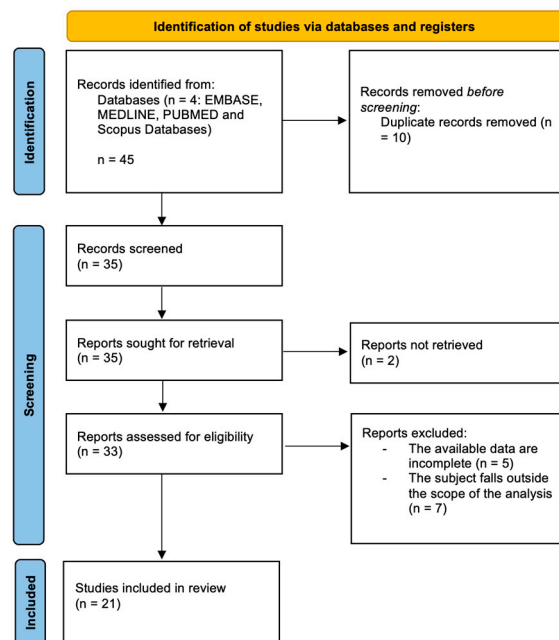 Identification of studies via databases and registers
Identification
Records identified from:
Databases (n = 4: EMBASE,
MEDLINE, PUBMED and
Scopus Databases)
n = 45
Records removed before
screening:
Duplicate records removed (n
= 10)
Screening
Records screened
(n = 35)
Reports sought for retrieval
(n = 35)
Reports not retrieved
(n = 2)
Reports assessed for eligibility
(n = 33)
Reports excluded:
- The available data are
incomplete (n = 5)
- The subject falls outside
the scope of the analysis
(n = 7)
Included
Studies included in review
(n = 21)